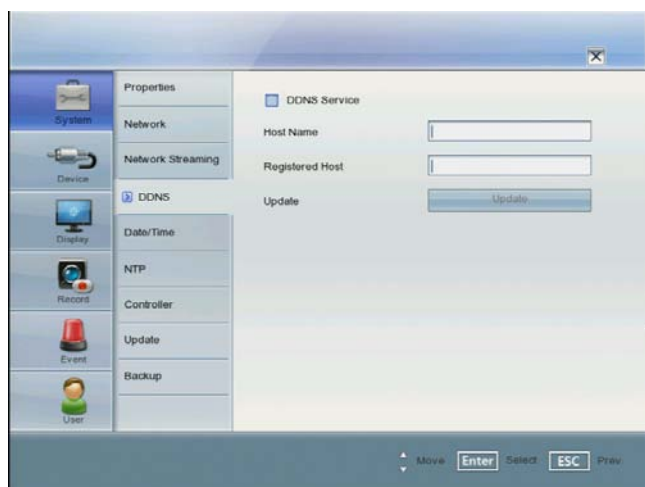 System
Device
Display
Record
Event
User
Properties
Network
Network Streaming
DDNS
Date/Time
NTP
Controller
Update
Backup
DDNS Service
Host Name
Registered Host
Update
Update
Move Enter Select ESC Prev